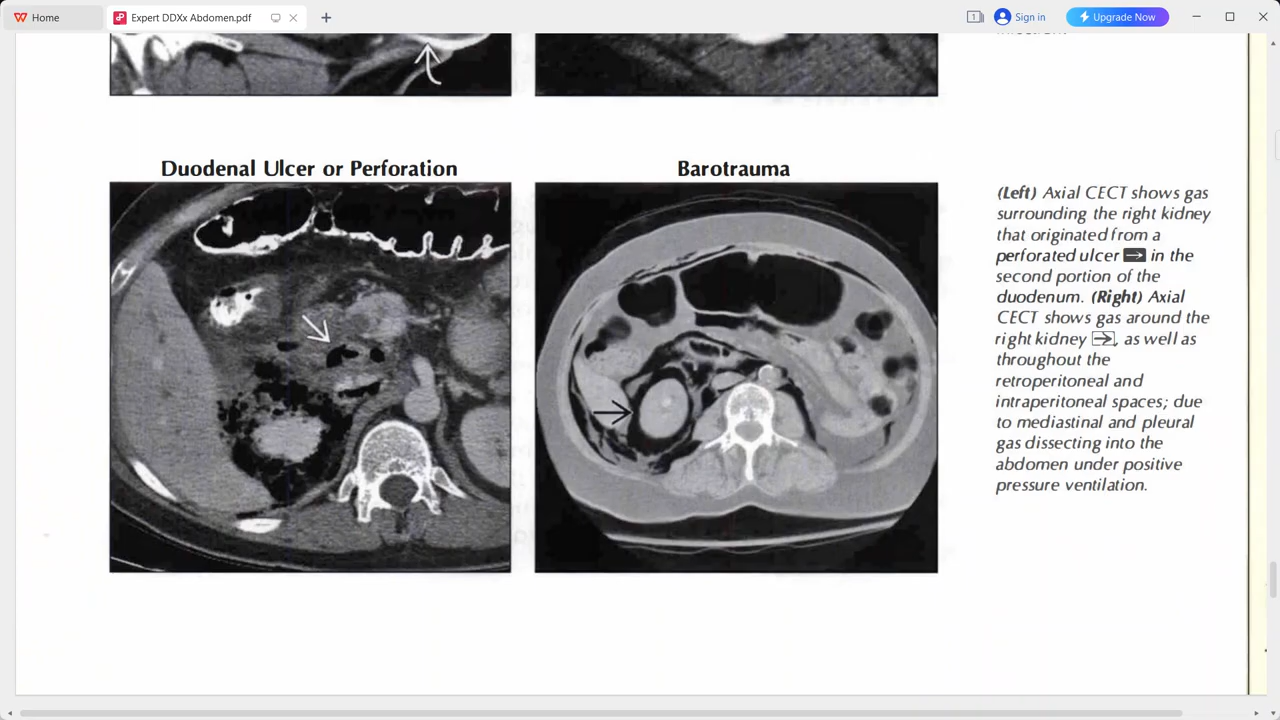 Home
Expert DDXx Abdomen.pdf
1
Sign in
Upgrade Now
Duodenal Ulcer or Perforation
Barotrauma
(Left) Axial CECT shows gas
surrounding the right kidney
that originated from a
perforated ulcer → in the
second portion of the
duodenum. (Right) Axial
CECT shows gas around the
right kidney →, as well as
throughout the
retroperitoneal and
intraperitoneal spaces; due
to mediastinal and pleural
gas dissecting into the
abdomen under positive
pressure ventilation.